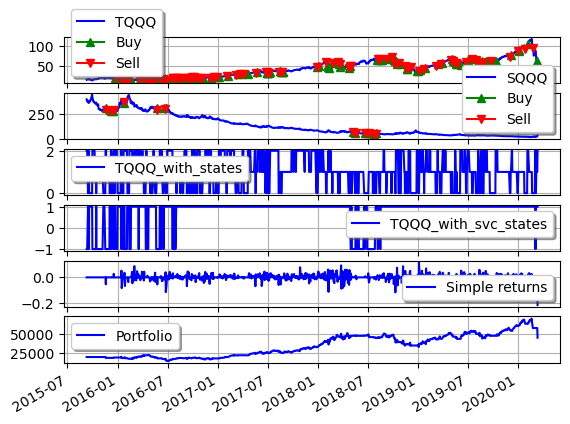 TQQQ
Buy
Sell
100
50
SQQQ
Buy
Sell
250
0
TQQQ_with_states
2
0
TQQQ_with_svc_states
1
0
−1
Simple returns
0.0
−0.2
Portfolio
50000
25000
2015-07
2016-01
2016-07
2017-01
2017-07
2018-01
2018-07
2019-01
2019-07
2020-01